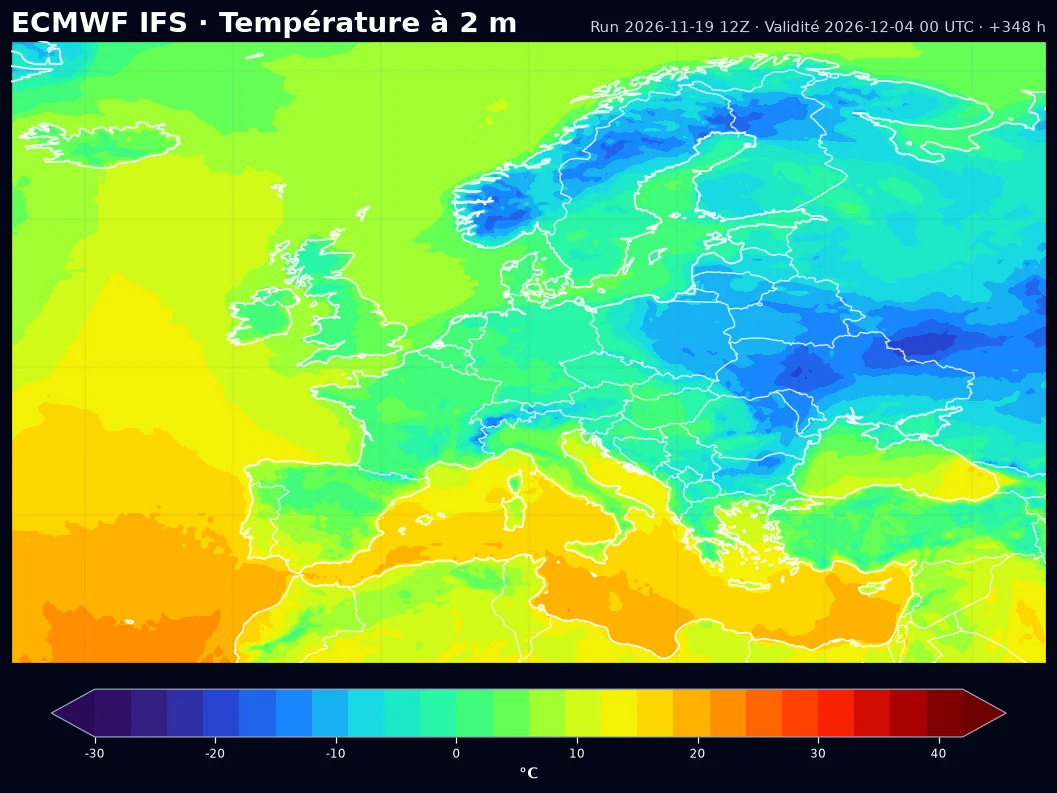 ECMWF IFS · Température à 2 m
Run 2026-11-19 12Z · Validité 2026-12-04 00 UTC · +348 h
-30 -20 -10 0 10 20 30 40
°C